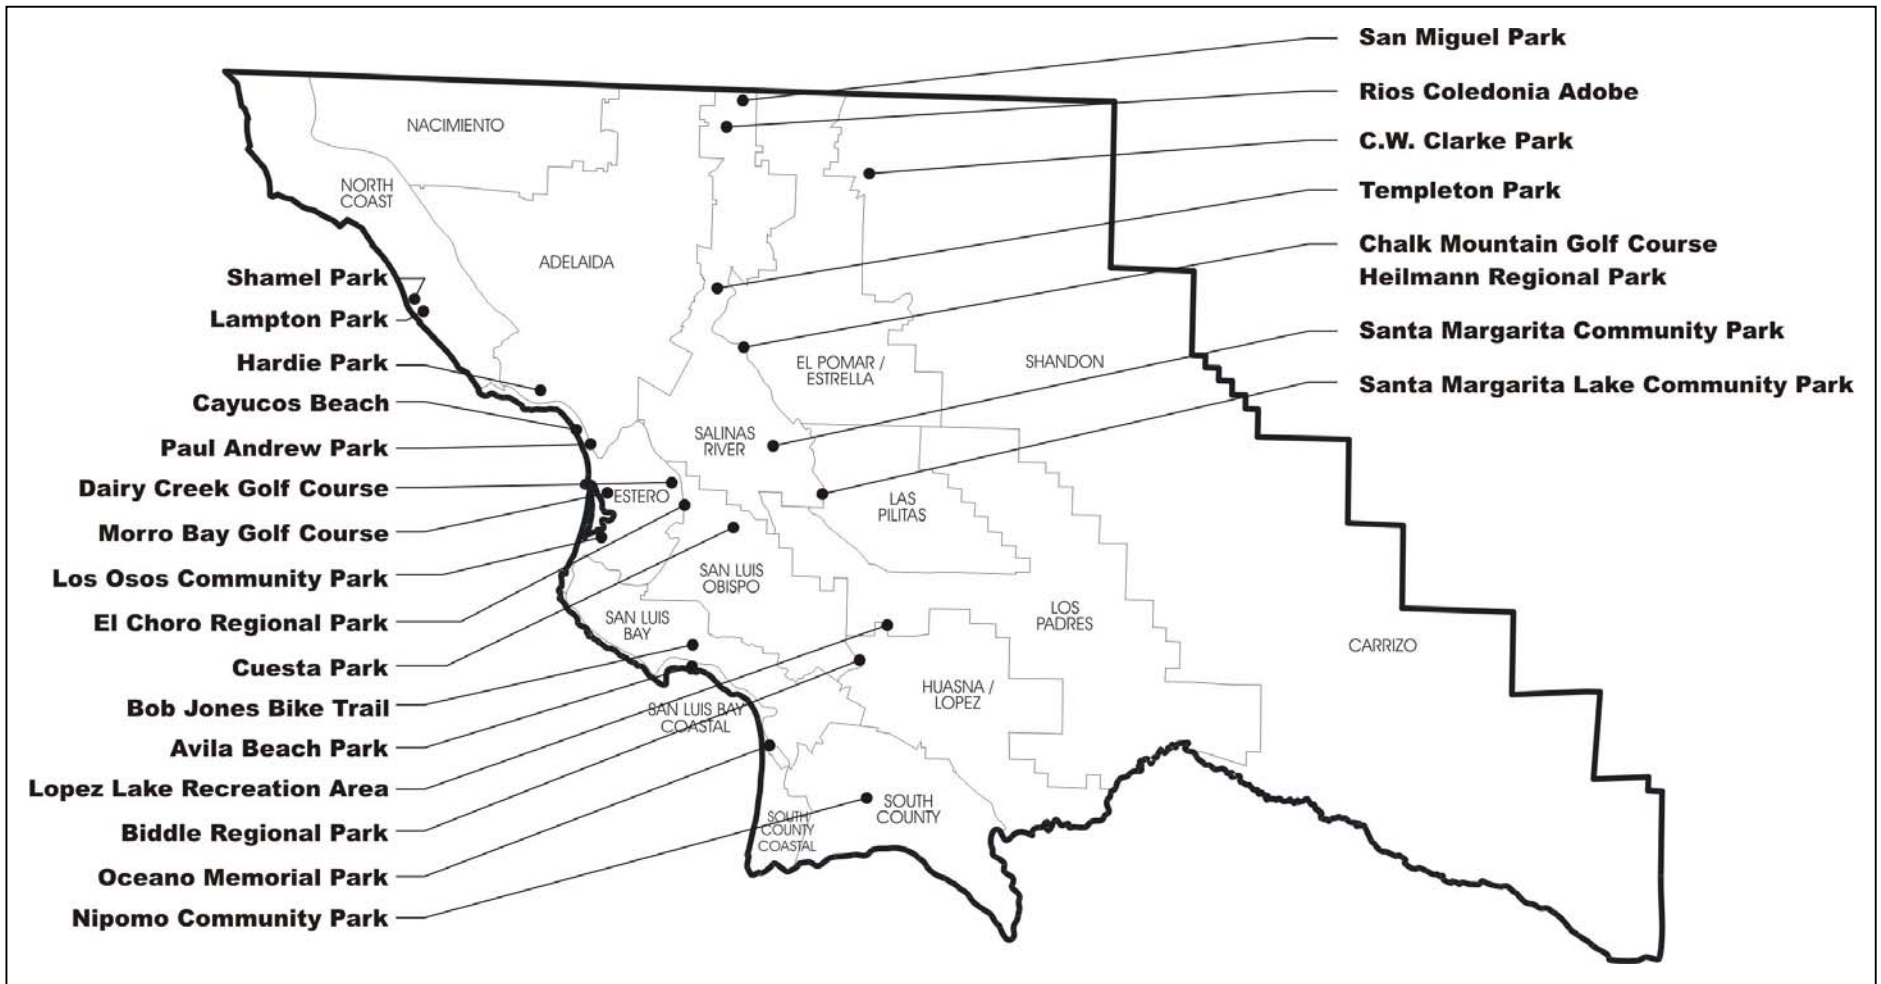 San Miguel Park
Rios Coledonia Adobe
C.W. Clarke Park
Templeton Park
Chalk Mountain Golf Course
Heilmann Regional Park
Santa Margarita Community Park
Santa Margarita Lake Community Park
Shamel Park
Lampton Park
Hardie Park
Cayucos Beach
Paul Andrew Park
Dairy Creek Golf Course
Morro Bay Golf Course
Los Osos Community Park
El Choro Regional Park
Cuesta Park
Bob Jones Bike Trail
Avila Beach Park
Lopez Lake Recreation Area
Biddle Regional Park
Oceano Memorial Park
Nipomo Community Park
NACIMIENTO
NORTH
COAST
ADELAIDA
EL POMAR /
ESTRELLA
SHANDON
SALINAS
RIVER
ESTERO
LAS
PILITAS
SAN LUIS
OBISPO
SAN LUIS
BAY
LOS
PADRES
CARRIZO
HUASNA /
LOPEZ
SAN LUIS BAY
COASTAL
SOUTH
COUNTY
SOUTH
COUNTY
COASTAL